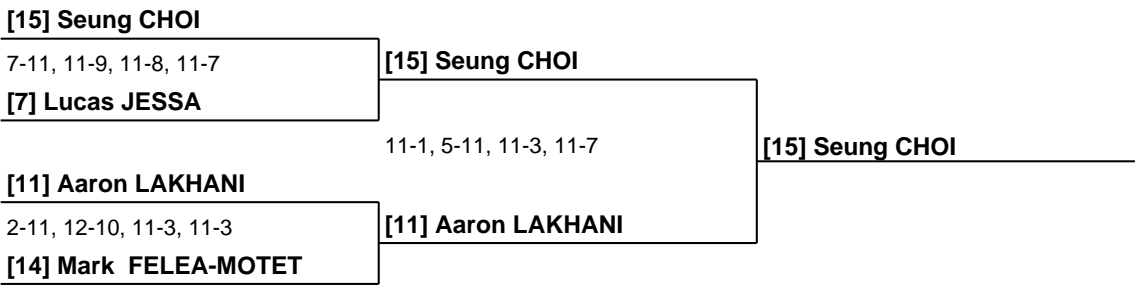 [15] Seung CHOI
7-11, 11-9, 11-8, 11-7
[15] Seung CHOI
[7] Lucas JESSA
11-1, 5-11, 11-3, 11-7
[15] Seung CHOI
[11] Aaron LAKHANI
2-11, 12-10, 11-3, 11-3
[11] Aaron LAKHANI
[14] Mark  FELEA-MOTET